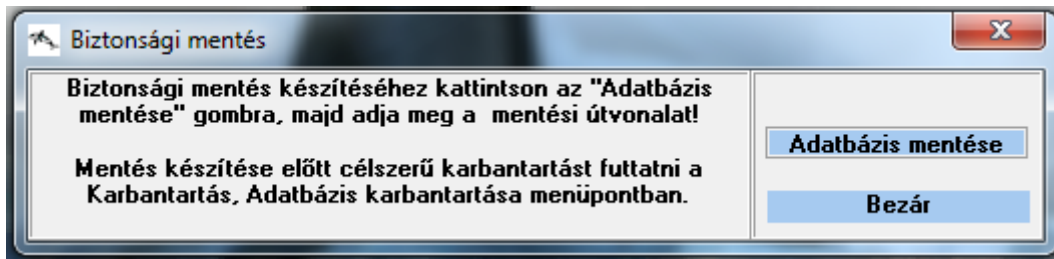 Biztonsági mentés
Biztonsági mentés készítéséhez kattintson az "Adatbázis
mentése" gombra, majd adja meg a  mentési útvonalat!
Mentés készítése előtt célszerű karbantartást futtatni a
Karbantartás, Adatbázis karbantartása menüpontban.
Adatbázis mentése
Bezár